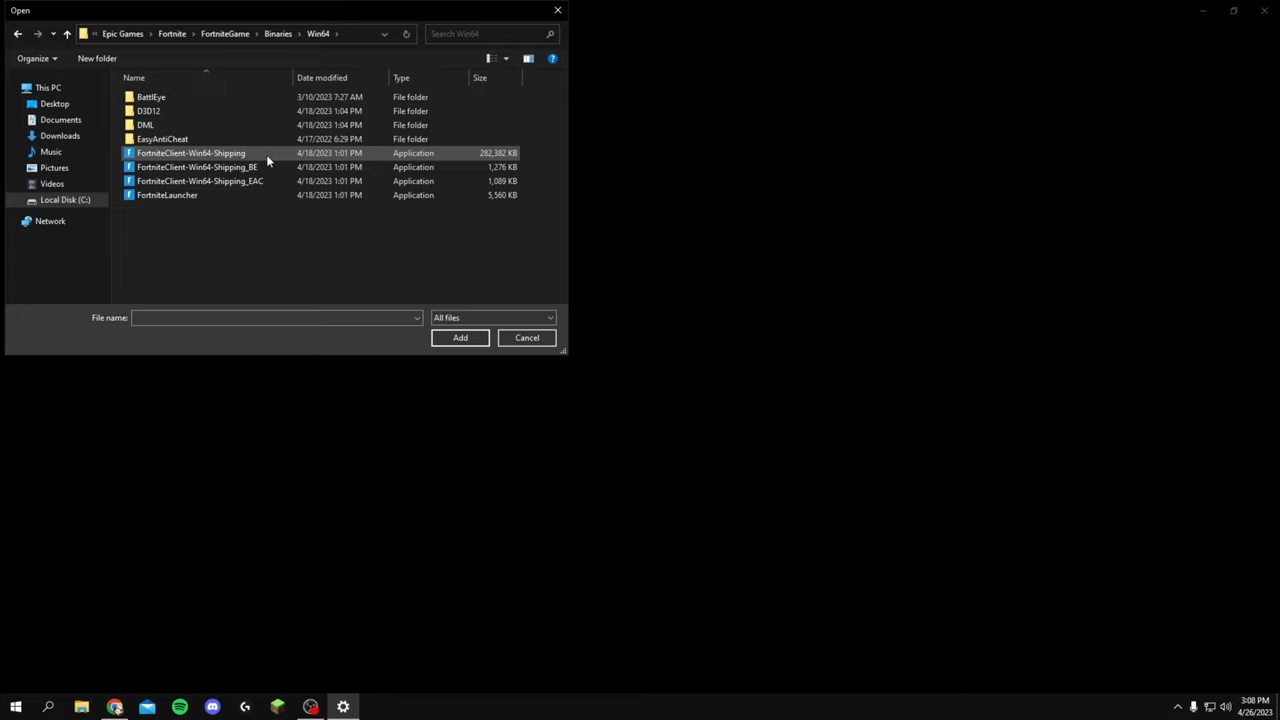 Open
Epic Games > Fortnite > FortniteGame > Binaries > Win64 >
Search Win64
Organize
New folder
Name
Date modified
Type
Size
This PC
Desktop
Documents
Downloads
Music
Pictures
Videos
Local Disk (C:)
Network
BattlEye 3/10/2023 7:27 AM File folder
D3D12 4/18/2023 1:04 PM File folder
DML 4/18/2023 1:04 PM File folder
EasyAntiCheat 4/17/2022 6:29 PM File folder
FortniteClient-Win64-Shipping 4/18/2023 1:01 PM Application 282,382 KB
FortniteClient-Win64-Shipping_BE 4/18/2023 1:01 PM Application 1,276 KB
FortniteClient-Win64-Shipping_EAC 4/18/2023 1:01 PM Application 1,089 KB
FortniteLauncher 4/18/2023 1:01 PM Application 5,560 KB
File name:
All files
Add
Cancel
3:08 PM
4/26/2023